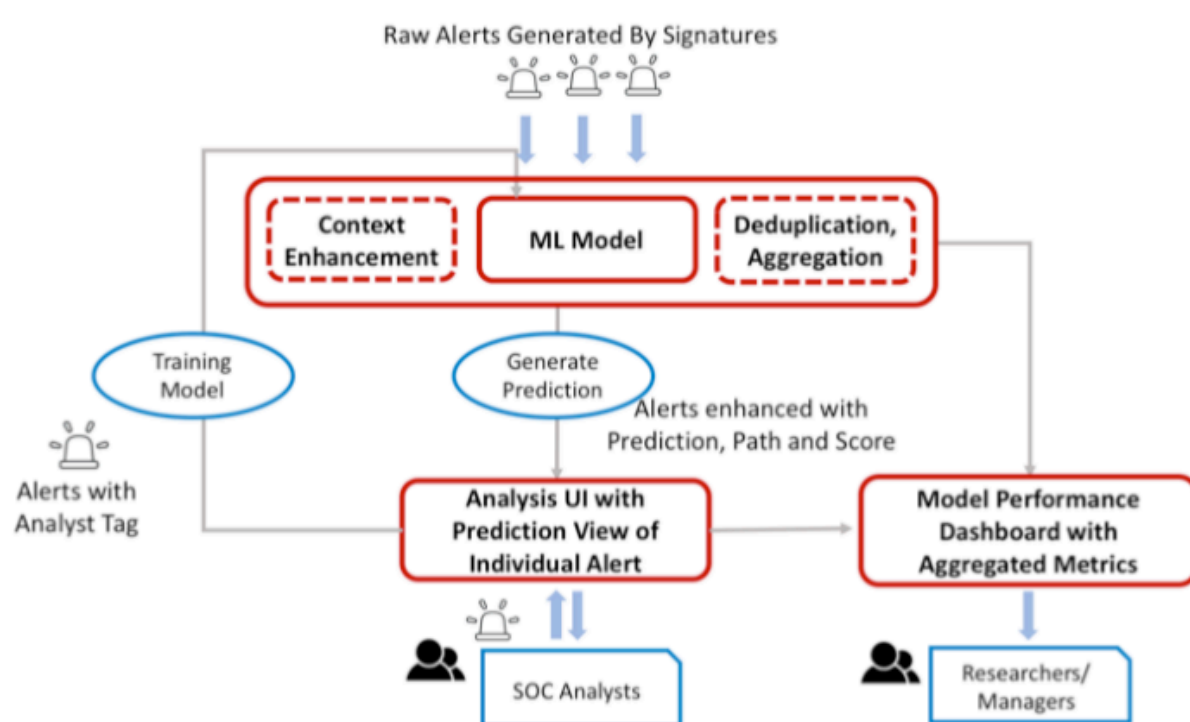 Raw Alerts Generated By Signatures
Context
Enhancement
ML Model
Deduplication,
Aggregation
Training
Model
Generate
Prediction
Alerts enhanced with
Prediction, Path and Score
Alerts with
Analyst Tag
Analysis UI with
Prediction View of
Individual Alert
Model Performance
Dashboard with
Aggregated Metrics
SOC Analysts
Researchers/
Managers